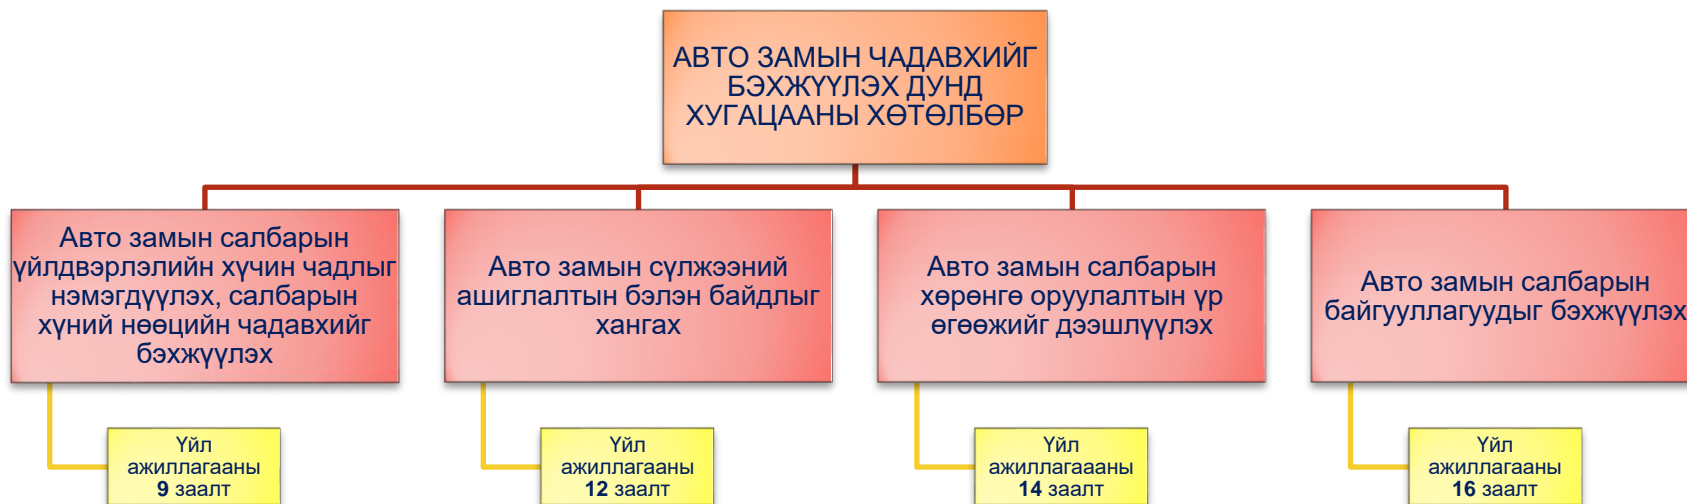 АВТО ЗАМЫН ЧАДАВХИЙГ
БЭХЖҮҮЛЭХ ДУНД
ХУГАЦААНЫ ХӨТӨЛБӨР
Авто замын салбарын
үйлдвэрлэлийн хүчин чадлыг
нэмэгдүүлэх, салбарын
хүний нөөцийн чадавхийг
бэхжүүлэх
Авто замын сүлжээний
ашиглалтын бэлэн байдлыг
хангах
Авто замын салбарын
хөрөнгө оруулалтын үр
өгөөжийг дээшлүүлэх
Авто замын салбарын
байгууллагуудыг бэхжүүлэх
Үйл
ажиллагааны
9 заалт
Үйл
ажиллагааны
12 заалт
Үйл
ажиллагаааны
14 заалт
Үйл
ажиллагааны
16 заалт